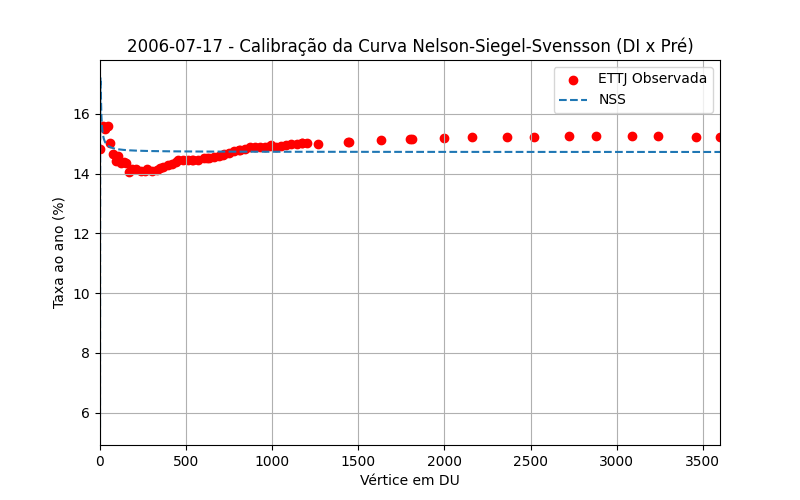 2006-07-17 - Calibração da Curva Nelson-Siegel-Svensson (DI x Pré)
ETTJ Observada
NSS
Taxa ao ano (%)
16
14
12
10
8
6
0 500 1000 1500 2000 2500 3000 3500
Vértice em DU